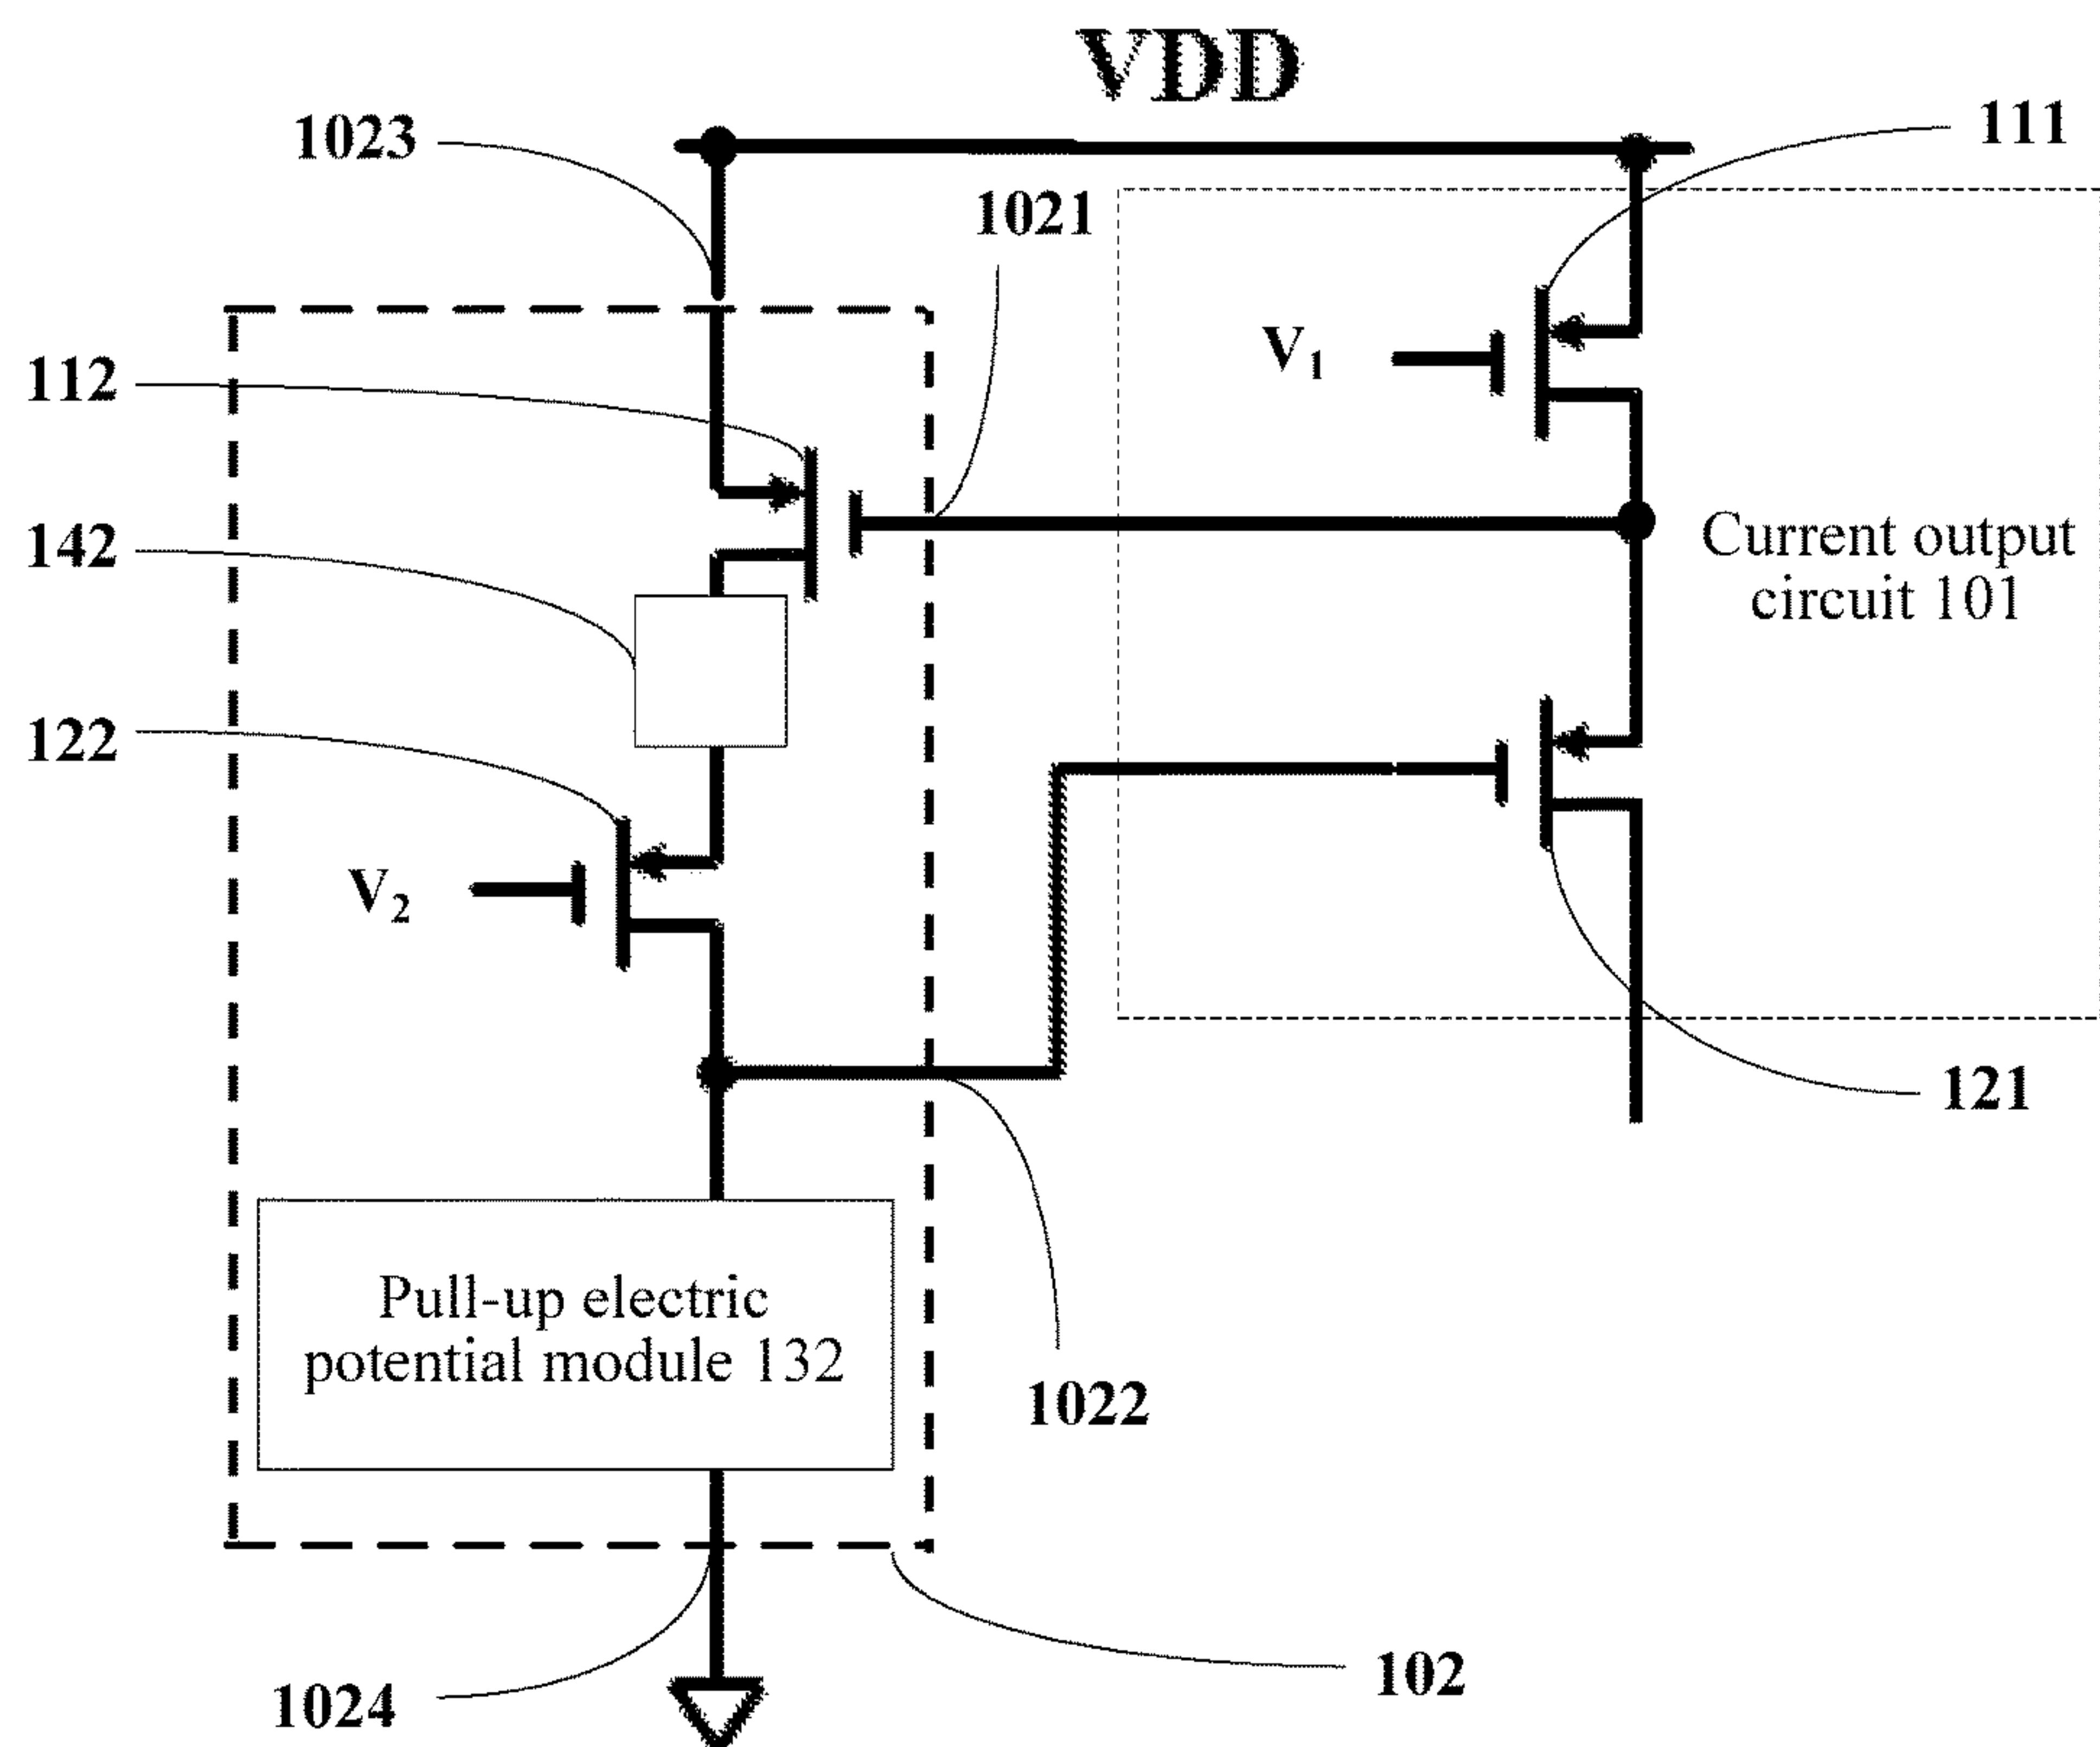 VDD
1023
111
1021
V₁
112
Current output
circuit 101
142
122
V₂
121
Pull-up electric
potential module 132
1022
102
1024